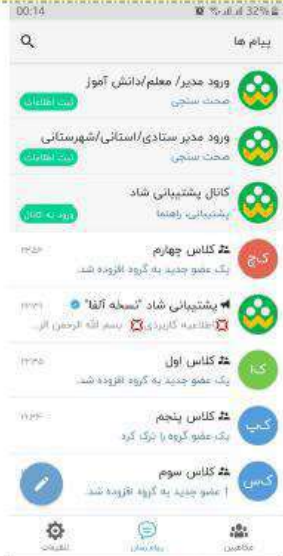 00:14
32%
پیام ها
ورود مدیر/ معلم/دانش آموز
صحت سنجی
ثبت اطلاعات
ورود مدیر ستادی/استانی/شهرستانی
صحت سنجی
ثبت اطلاعات
کانال پشتیبانی شاد
پشتیبانی، راهنما
ورود به کانال
کلاس چهارم
یک عضو جدید به گروه افزوده شد.
ک‌چ
پشتیبانی شاد "نسخه آلفا"
اطلاعیه کاربردی بسم الله الرحمن الر...
کلاس اول
یک عضو جدید به گروه افزوده شد.
ک‌ا
کلاس پنجم
یک عضو گروه را ترک کرد
ک‌پ
کلاس سوم
۱ عضو جدید به گروه افزوده شد.
ک‌س
مخاطبین
پیام رسان
تنظیمات